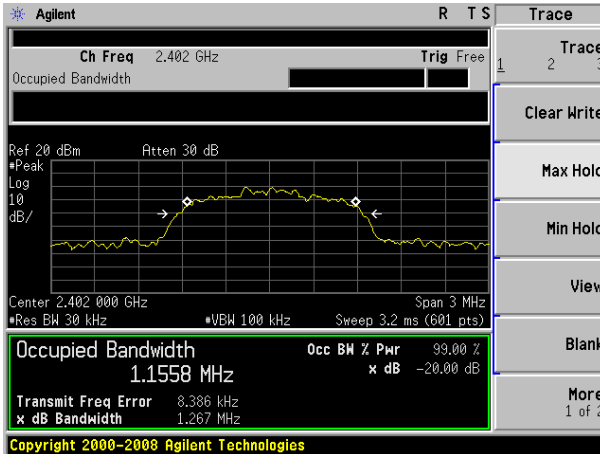 Agilent R T S Trace
Ch Freq 2.402 GHz Trig Free
Occupied Bandwidth
Trace
1 2 3
Clear Write
Max Hold
Min Hold
View
Blank
More
1 of 2
Ref 20 dBm Atten 30 dB
#Peak
Log
10
dB/
Center 2.402 000 GHz Span 3 MHz
#Res BW 30 kHz #VBW 100 kHz Sweep 3.2 ms (601 pts)
Occupied Bandwidth Occ BW % Pwr 99.00 %
1.1558 MHz x dB -20.00 dB
Transmit Freq Error 8.386 kHz
x dB Bandwidth 1.267 MHz
Copyright 2000-2008 Agilent Technologies